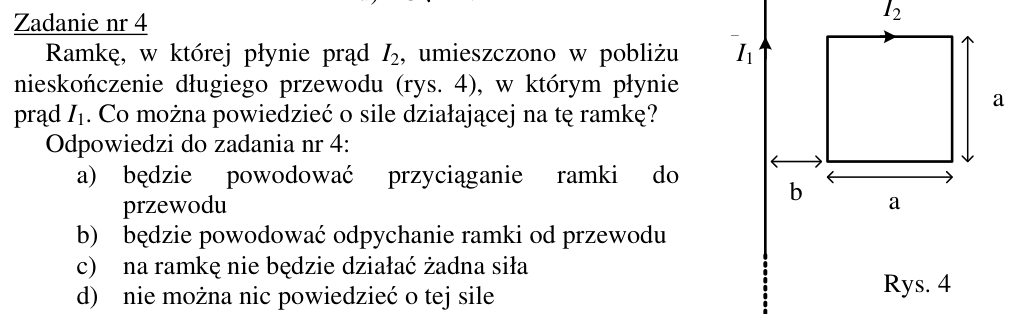 Zadanie nr 4
Ramkę, w której płynie prąd I₂, umieszczono w pobliżu
nieskończenie długiego przewodu (rys. 4), w którym płynie
prąd I₁. Co można powiedzieć o sile działającej na tę ramkę?
Odpowiedzi do zadania nr 4:
a) będzie powodować przyciąganie ramki do
przewodu
b) będzie powodować odpychanie ramki od przewodu
c) na ramkę nie będzie działać żadna siła
d) nie można nic powiedzieć o tej sile
I₂
I₁
a
b
a
Rys. 4